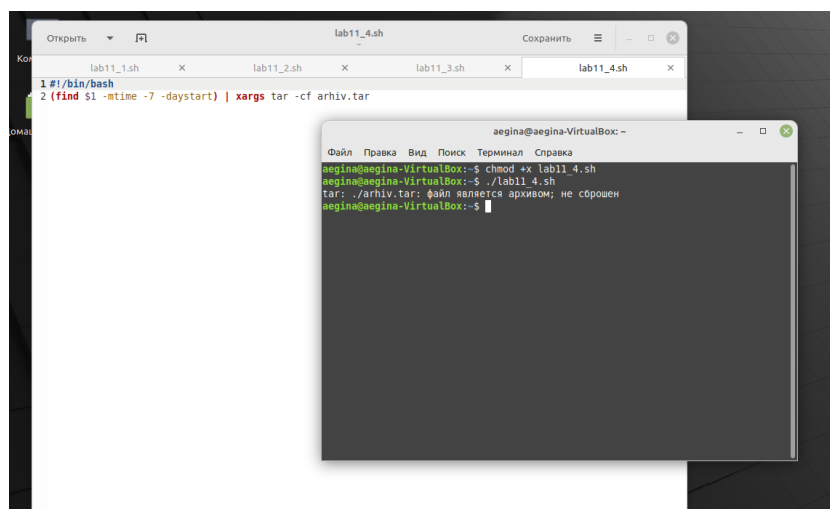 Открыть
lab11_4.sh
~
Сохранить
lab11_1.sh
lab11_2.sh
lab11_3.sh
lab11_4.sh
1 #!/bin/bash
2 (find $1 -mtime -7 -daystart) | xargs tar -cf arhiv.tar
aegina@aegina-VirtualBox: ~
Файл Правка Вид Поиск Терминал Справка
aegina@aegina-VirtualBox:~$ chmod +x lab11_4.sh
aegina@aegina-VirtualBox:~$ ./lab11_4.sh
tar: ./arhiv.tar: файл является архивом; не сброшен
aegina@aegina-VirtualBox:~$